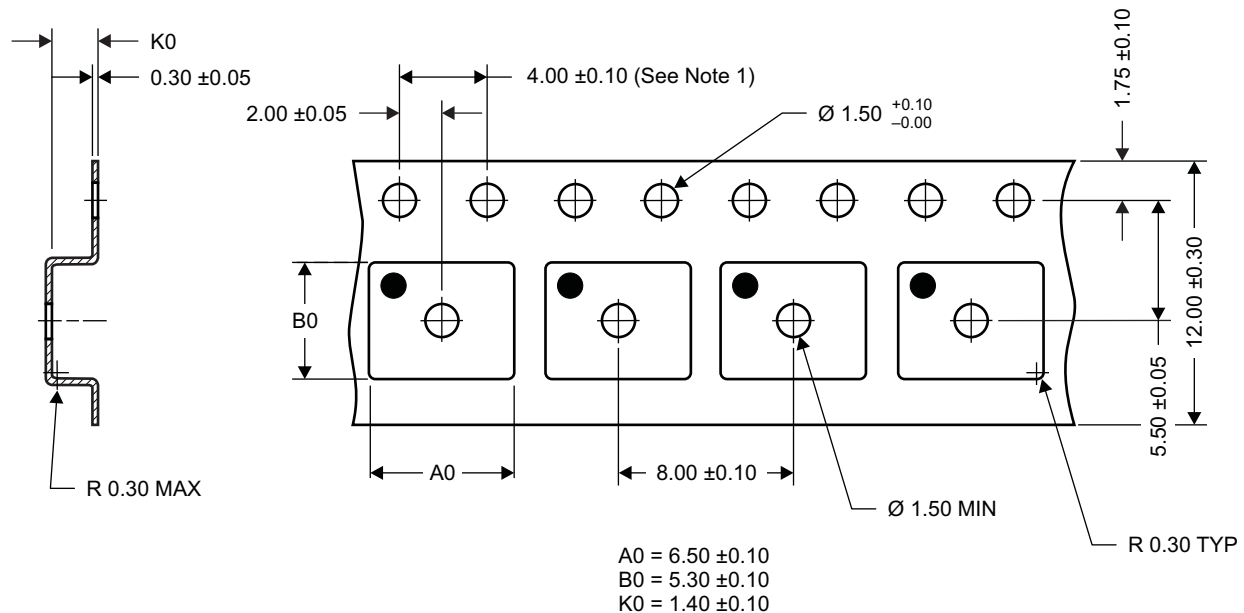 K0
0.30 ±0.05
4.00 ±0.10 (See Note 1)
2.00 ±0.05
Ø 1.50 +0.10 –0.00
1.75 ±0.10
B0
12.00 ±0.30
5.50 ±0.05
R 0.30 MAX
A0
8.00 ±0.10
Ø 1.50 MIN
R 0.30 TYP
A0 = 6.50 ±0.10
B0 = 5.30 ±0.10
K0 = 1.40 ±0.10